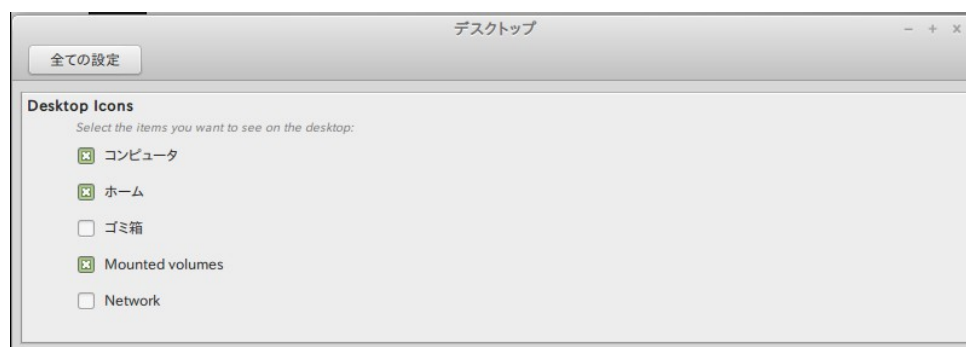 デスクトップ
全ての設定
Desktop Icons
Select the items you want to see on the desktop:
コンピュータ
ホーム
ゴミ箱
Mounted volumes
Network